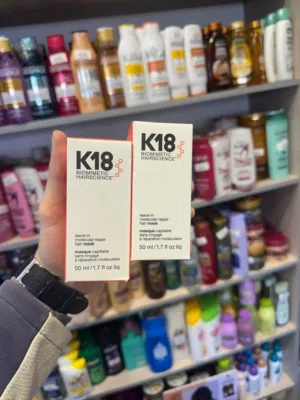 K18
BIOMIMETIC
HAIRSCIENCE
leave-in
molecular repair
hair mask
masque capillaire
sans rinçage
à réparation moléculaire
50 ml/1.7 fl oz liq
K18
BIOMIMETIC
HAIRSCIENCE
leave-in
molecular repair
hair mask
masque capillaire
sans rinçage
à réparation moléculaire
50 ml/1.7 fl oz liq